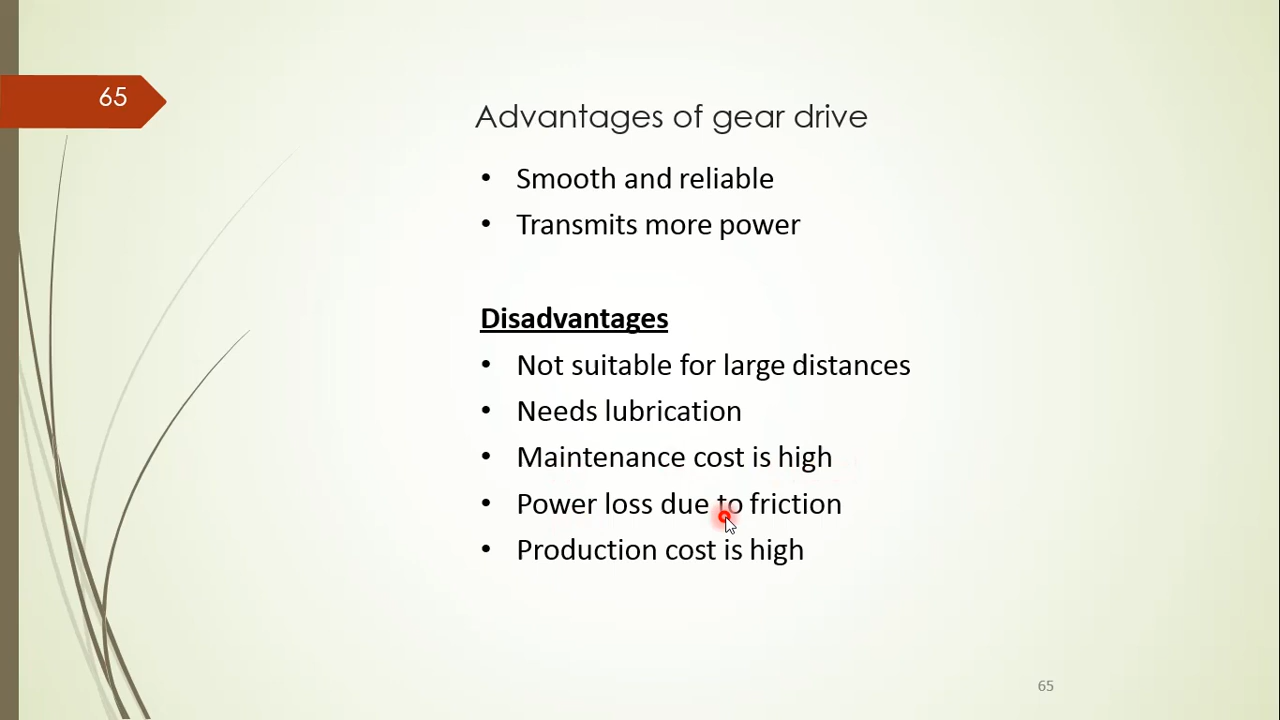 65
Advantages of gear drive
• Smooth and reliable
• Transmits more power
Disadvantages
• Not suitable for large distances
• Needs lubrication
• Maintenance cost is high
• Power loss due to friction
• Production cost is high
65